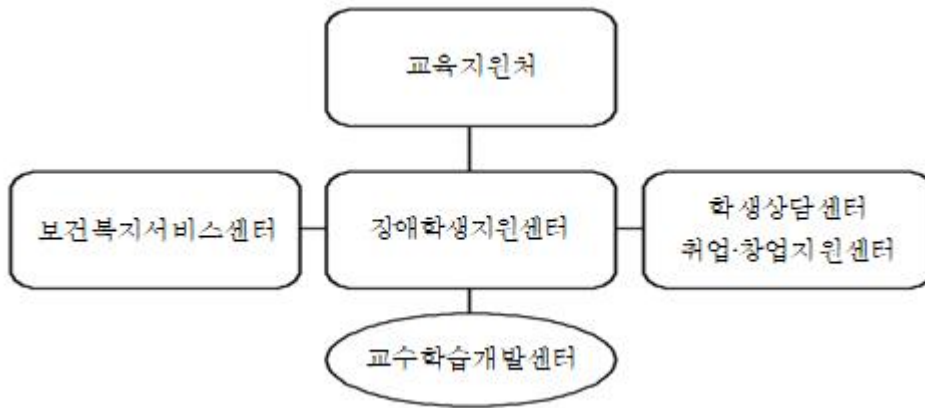 교육지원처
보건복지서비스센터
장애학생지원센터
학생상담센터
취업·창업지원센터
교수학습개발센터